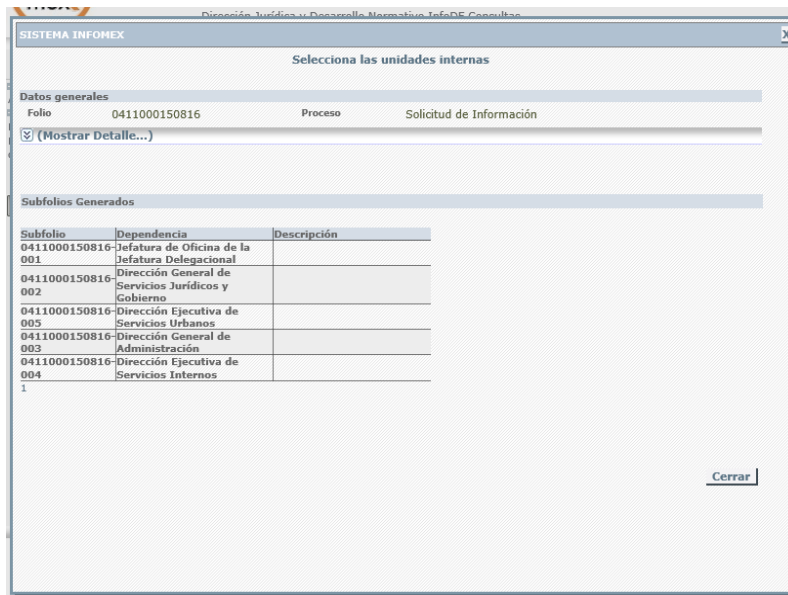 Dirección Jurídica y Desarrollo Normativo InfoDF Consultas
SISTEMA INFOMEX
X
Selecciona las unidades internas
Datos generales
Folio 0411000150816 Proceso Solicitud de Información
(Mostrar Detalle...)
Subfolios Generados
Subfolio Dependencia Descripción
0411000150816-Jefatura de Oficina de la
001 Jefatura Delegacional
Dirección General de
0411000150816-Servicios Jurídicos y
002 Gobierno
0411000150816-Dirección Ejecutiva de
005 Servicios Urbanos
0411000150816-Dirección General de
003 Administración
0411000150816-Dirección Ejecutiva de
004 Servicios Internos
1
Cerrar